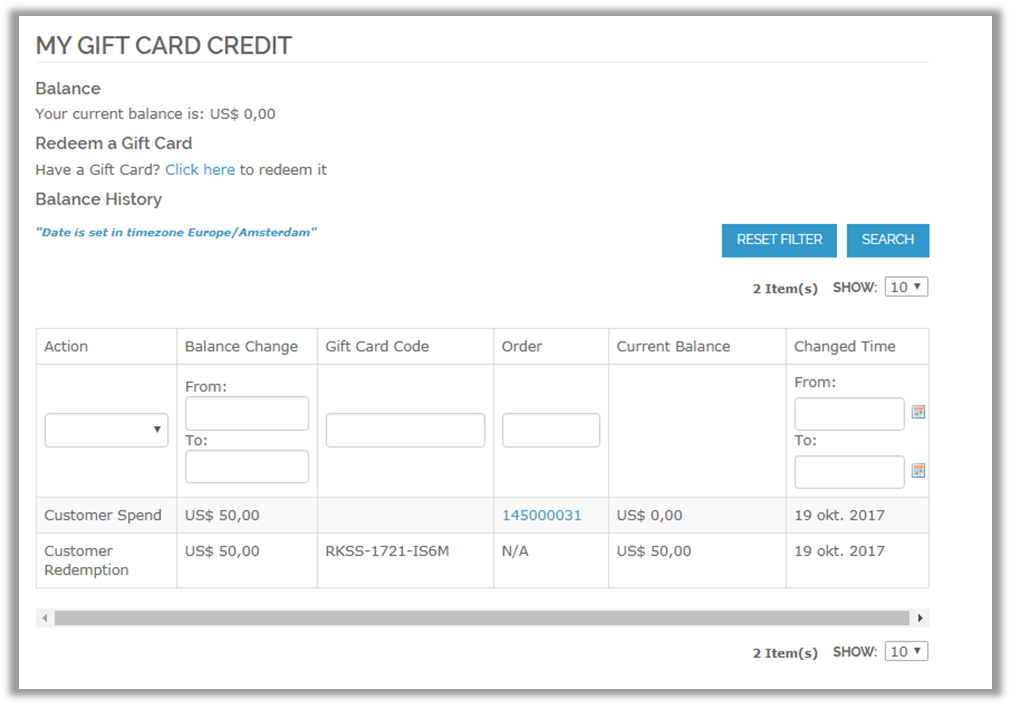 MY GIFT CARD CREDIT
Balance
Your current balance is: US$ 0,00
Redeem a Gift Card
Have a Gift Card? Click here to redeem it
Balance History
"Date is set in timezone Europe/Amsterdam"
RESET FILTER SEARCH
2 Item(s) SHOW: 10
Action Balance Change Gift Card Code Order Current Balance Changed Time
From: From:
To: To:
Customer Spend US$ 50,00 145000031 US$ 0,00 19 okt. 2017
Customer US$ 50,00 RKSS-1721-IS6M N/A US$ 50,00 19 okt. 2017
Redemption
2 Item(s) SHOW: 10